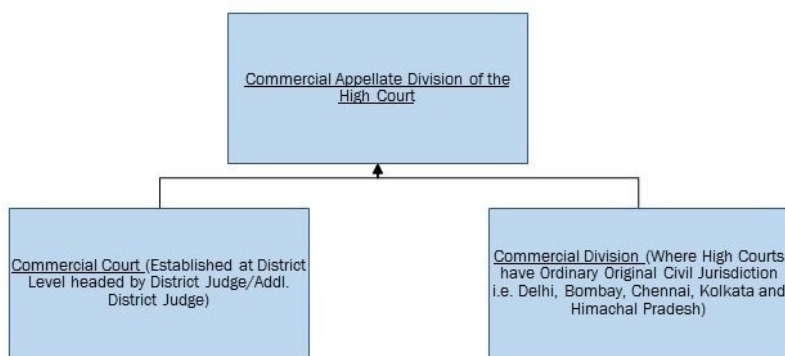 Commercial Appellate Division of the
High Court
Commercial Court (Established at District
Level headed by District Judge/Addl.
District Judge)
Commercial Division (Where High Courts
have Ordinary Original Civil Jurisdiction
i.e. Delhi, Bombay, Chennai, Kolkata and
Himachal Pradesh)